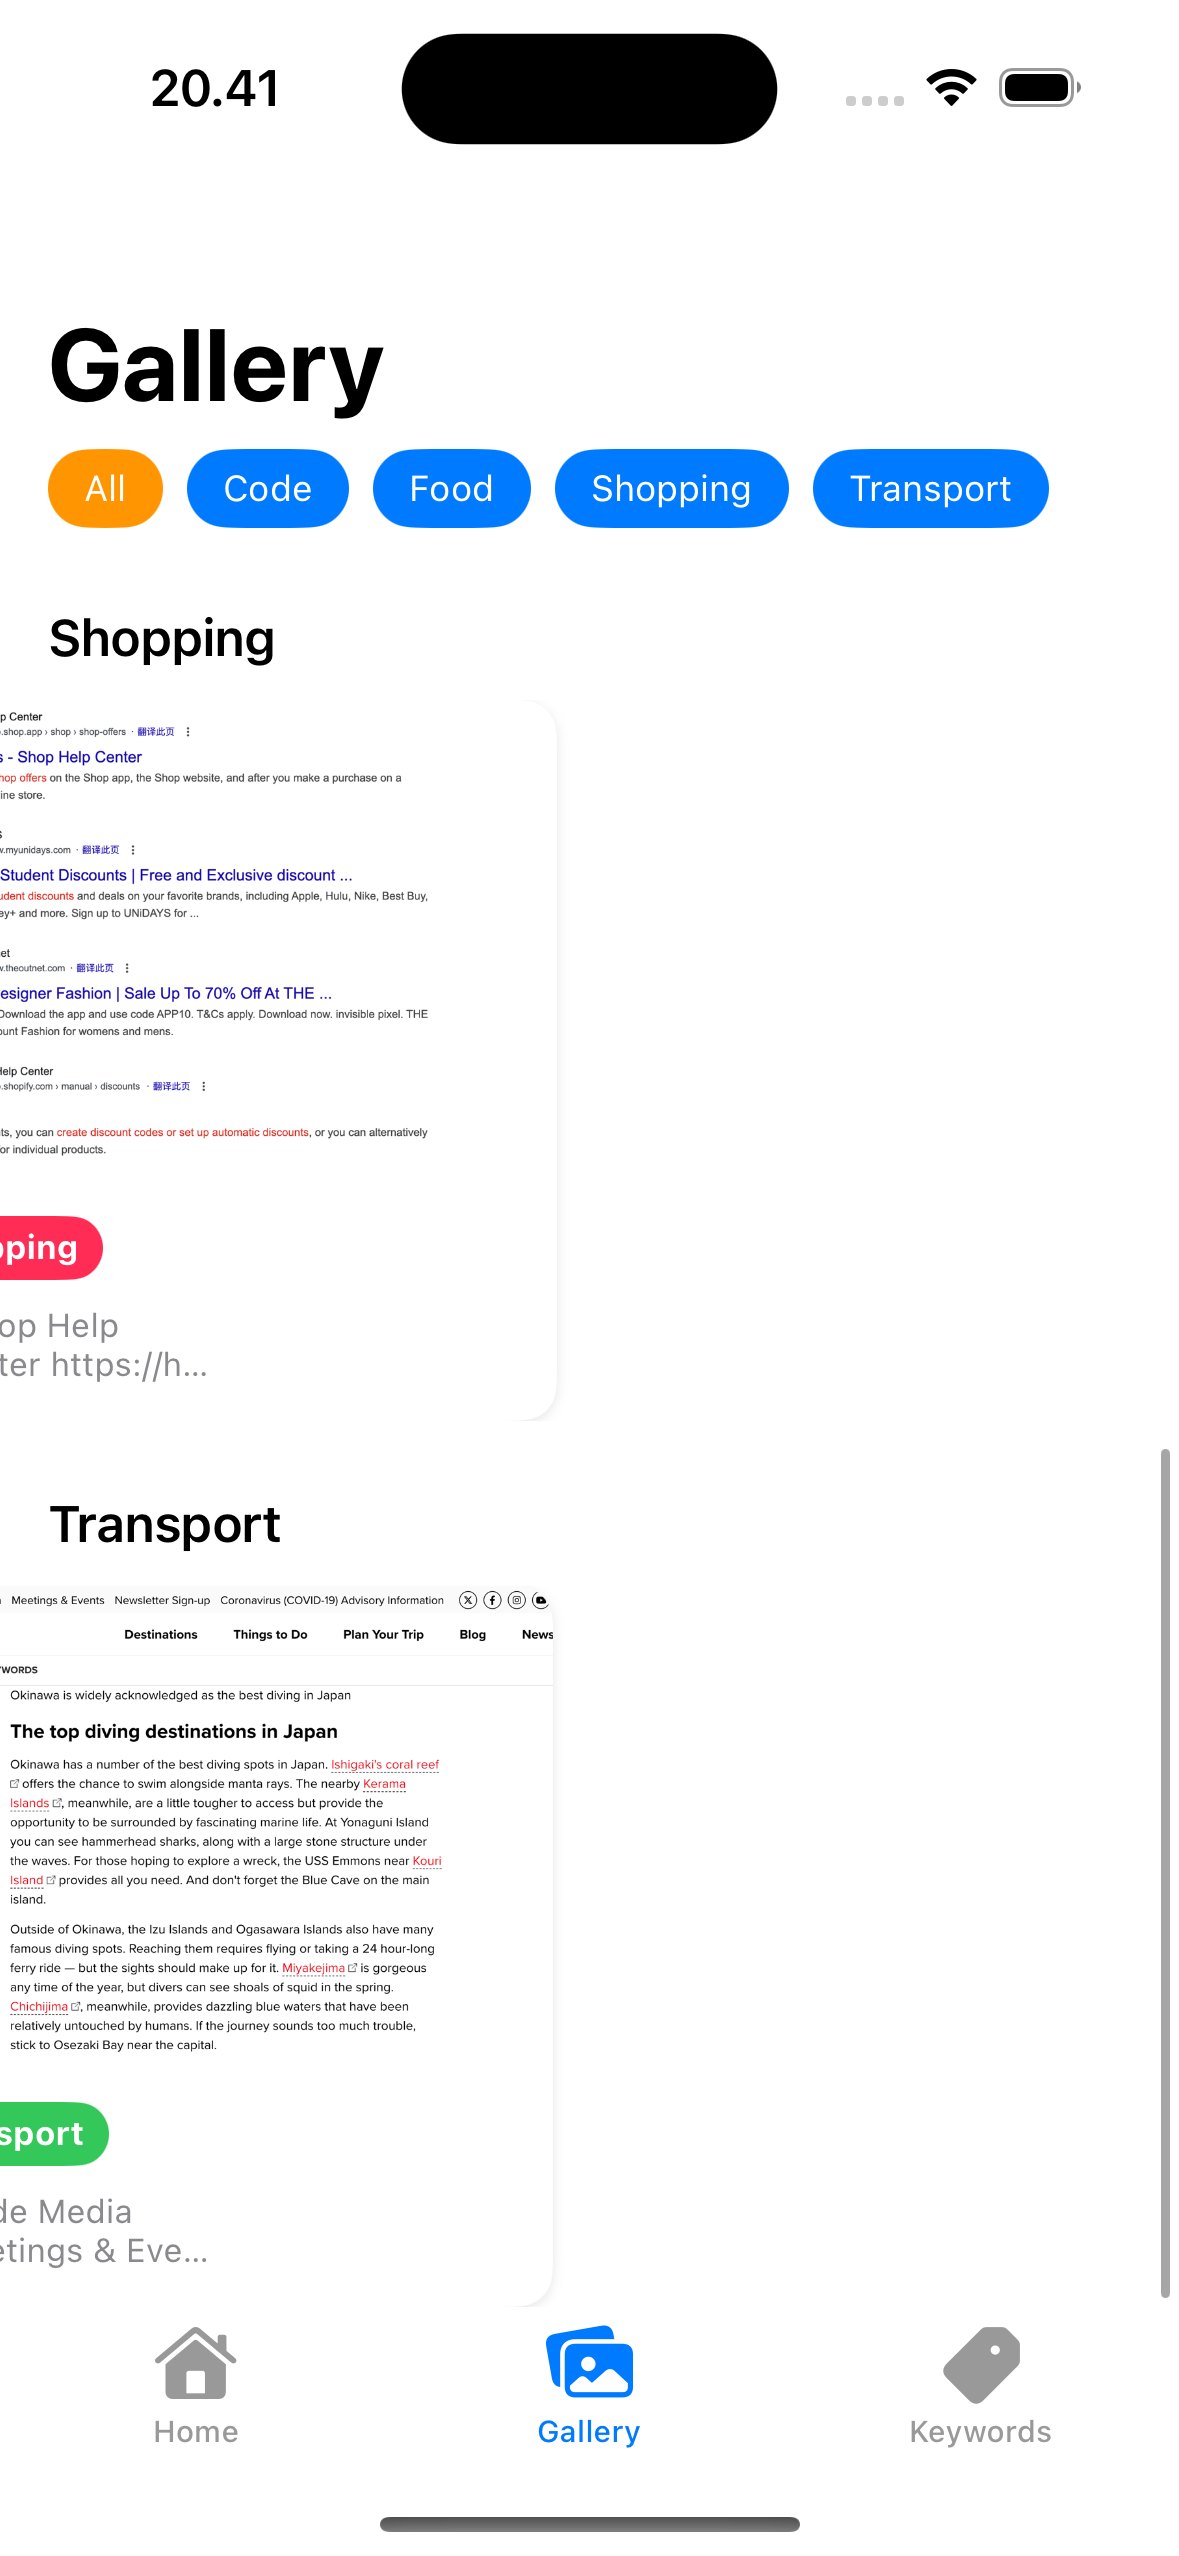 20.41
Gallery
All Code Food Shopping Transport
Shopping
p Center
.shop.app › shop › shop-offers · 翻译此页
s - Shop Help Center
hop offers on the Shop app, the Shop website, and after you make a purchase on a
ine store.
S
w.myunidays.com · 翻译此页
Student Discounts | Free and Exclusive discount ...
udent discounts and deals on your favorite brands, including Apple, Hulu, Nike, Best Buy,
ey+ and more. Sign up to UNiDAYS for ...
et
w.theoutnet.com · 翻译此页
esigner Fashion | Sale Up To 70% Off At THE ...
Download the app and use code APP10. T&Cs apply. Download now. invisible pixel. THE
ount Fashion for womens and mens.
Help Center
.shopify.com › manual › discounts · 翻译此页
ts, you can create discount codes or set up automatic discounts, or you can alternatively
for individual products.
pping
op Help
ter https://h...
Transport
Meetings & Events Newsletter Sign-up Coronavirus (COVID-19) Advisory Information
Destinations Things to Do Plan Your Trip Blog News
YWORDS
Okinawa is widely acknowledged as the best diving in Japan
The top diving destinations in Japan
Okinawa has a number of the best diving spots in Japan. Ishigaki's coral reef
offers the chance to swim alongside manta rays. The nearby Kerama
Islands, meanwhile, are a little tougher to access but provide the
opportunity to be surrounded by fascinating marine life. At Yonaguni Island
you can see hammerhead sharks, along with a large stone structure under
the waves. For those hoping to explore a wreck, the USS Emmons near Kouri
Island provides all you need. And don't forget the Blue Cave on the main
island.
Outside of Okinawa, the Izu Islands and Ogasawara Islands also have many
famous diving spots. Reaching them requires flying or taking a 24 hour-long
ferry ride — but the sights should make up for it. Miyakejima is gorgeous
any time of the year, but divers can see shoals of squid in the spring.
Chichijima, meanwhile, provides dazzling blue waters that have been
relatively untouched by humans. If the journey sounds too much trouble,
stick to Osezaki Bay near the capital.
sport
de Media
etings & Eve...
Home Gallery Keywords